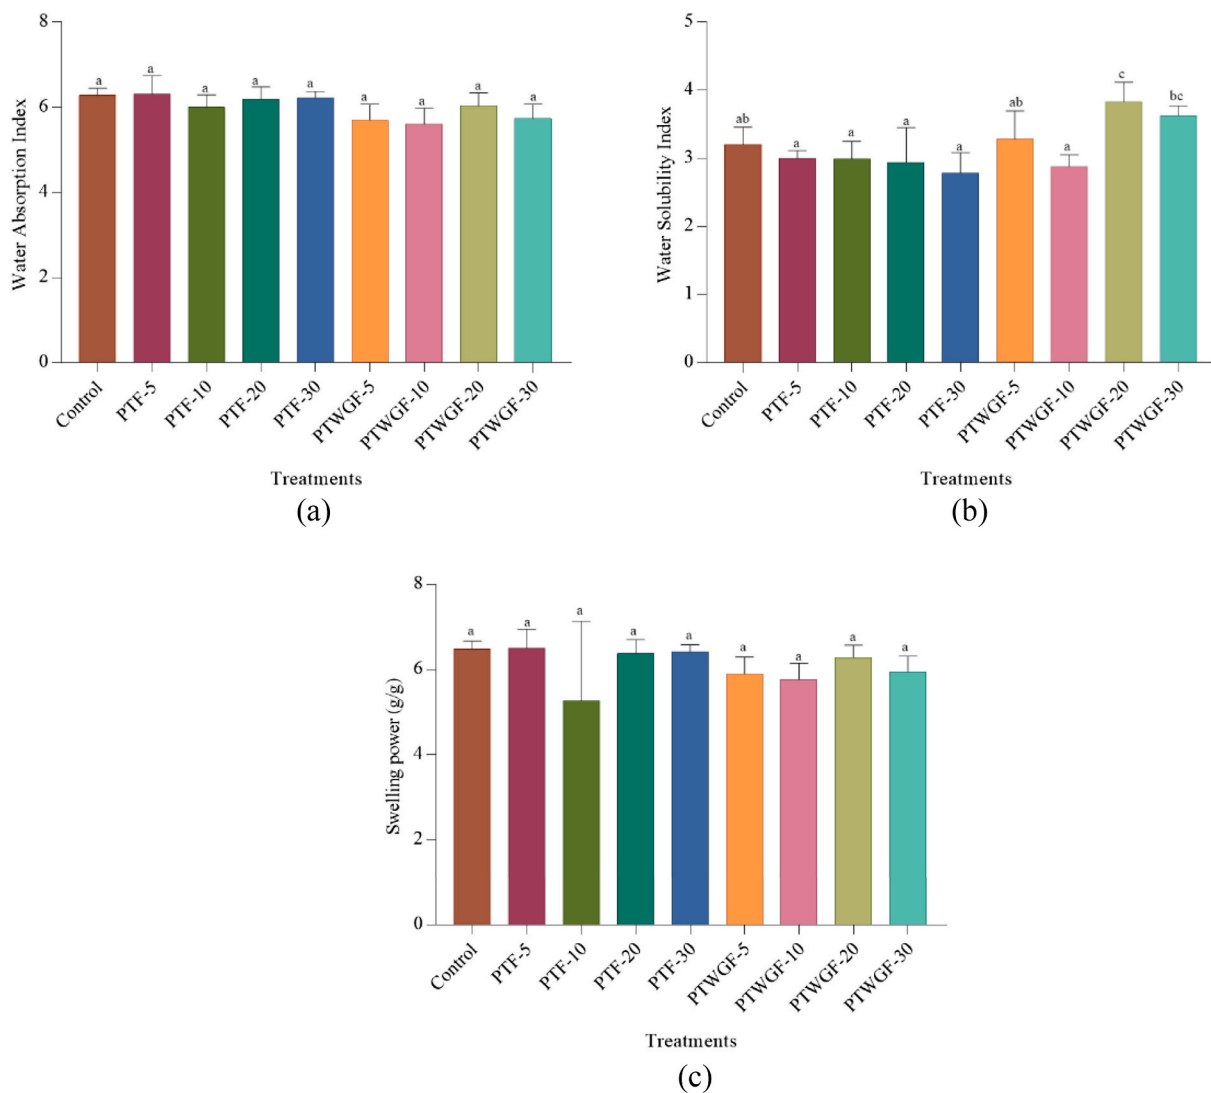 8
6
4
2
0
Water Absorption Index
a a a a a a a a a
Control PTF-5 PTF-10 PTF-20 PTF-30 PTWGF-5 PTWGF-10 PTWGF-20 PTWGF-30
Treatments
(a)
5
4
3
2
1
0
Water Solubility Index
ab a a a a ab a c bc
Control PTF-5 PTF-10 PTF-20 PTF-30 PTWGF-5 PTWGF-10 PTWGF-20 PTWGF-30
Treatments
(b)
8
6
4
2
0
Swelling power (g/g)
a a a a a a a a a
Control PTF-5 PTF-10 PTF-20 PTF-30 PTWGF-5 PTWGF-10 PTWGF-20 PTWGF-30
Treatments
(c)